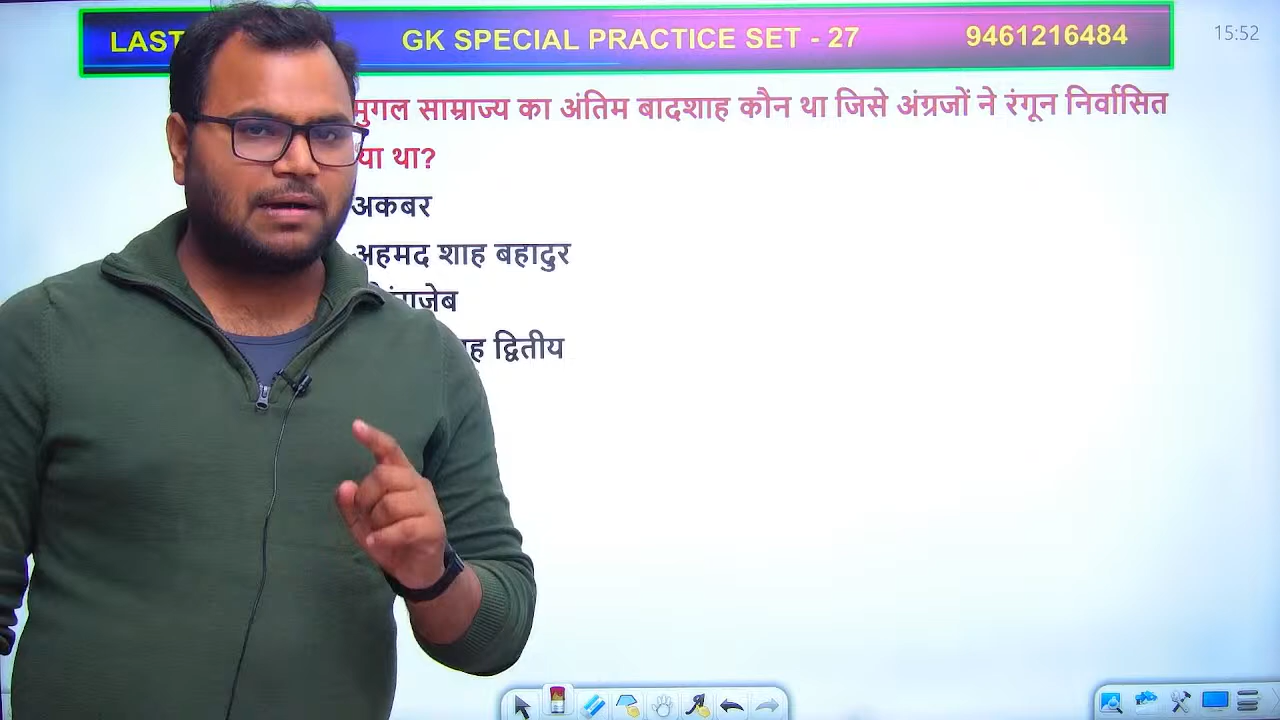 LAST GK SPECIAL PRACTICE SET - 27 9461216484 15:52
मुगल साम्राज्य का अंतिम बादशाह कौन था जिसे अंग्रजों ने रंगून निर्वासित
था?
अकबर
अहमद शाह बहादुर
द्वितीय